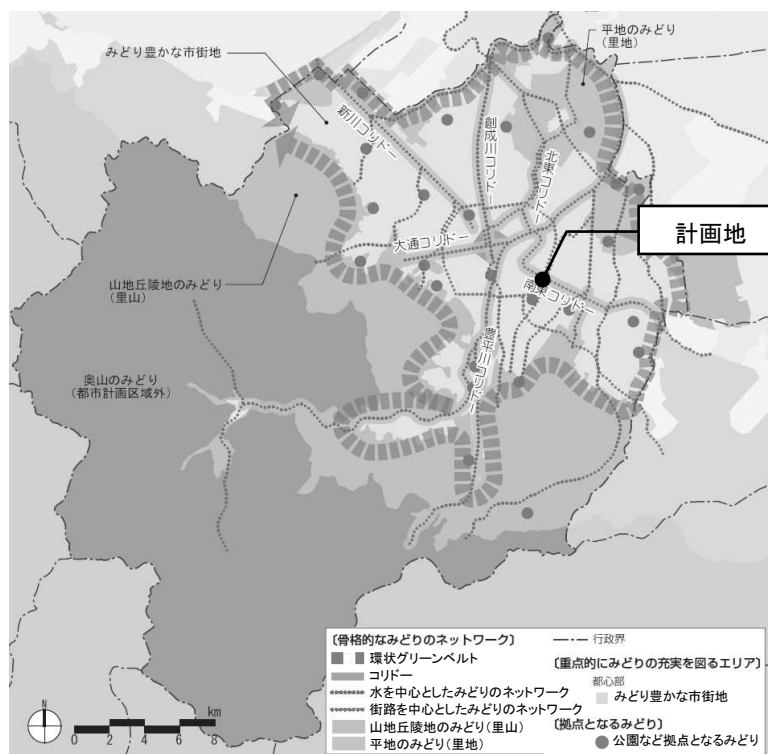 みどり豊かな市街地
平地のみどり
(里地)
新川コリドー
創成川コリドー
北東コリドー
大通コリドー
計画地
南東コリドー
山地丘陵地のみどり
(里山)
豊平川コリドー
奥山のみどり
(都市計画区域外)
N
0 2 4 6 8
km
〔骨格的なみどりのネットワーク〕
環状グリーンベルト
コリドー
水を中心としたみどりのネットワーク
街路を中心としたみどりのネットワーク
山地丘陵地のみどり(里山)
平地のみどり(里地)
行政界
〔重点的にみどりの充実を図るエリア〕
都心部
みどり豊かな市街地
〔拠点となるみどり〕
公園など拠点となるみどり